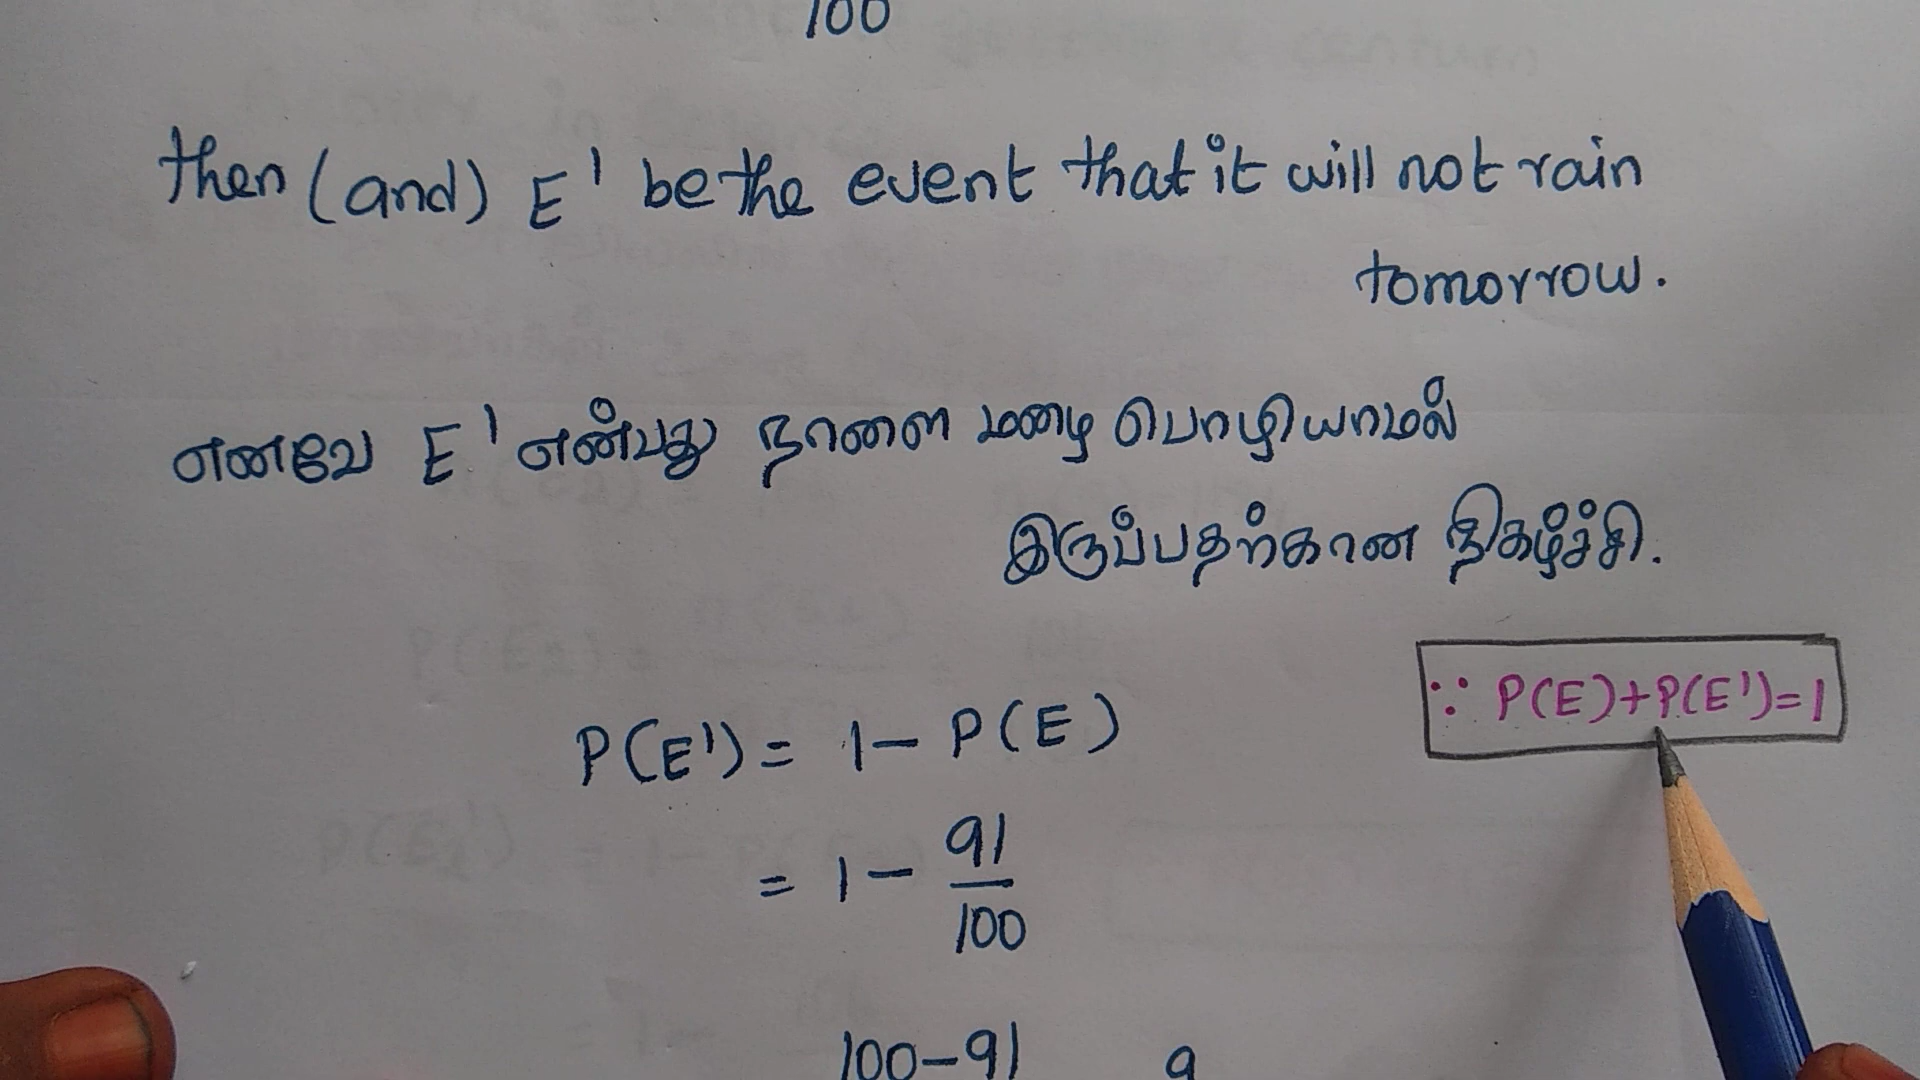 100
then (and) E' be the event that it will not rain
tomorrow.
எனவே E' என்பது நாளை மழை பொழியாமல்
இருப்பதற்கான நிகழ்ச்சி.
∵ P(E)+P(E')=1
P(E') = 1 - P(E)
= 1 - 91/100
100-91 9